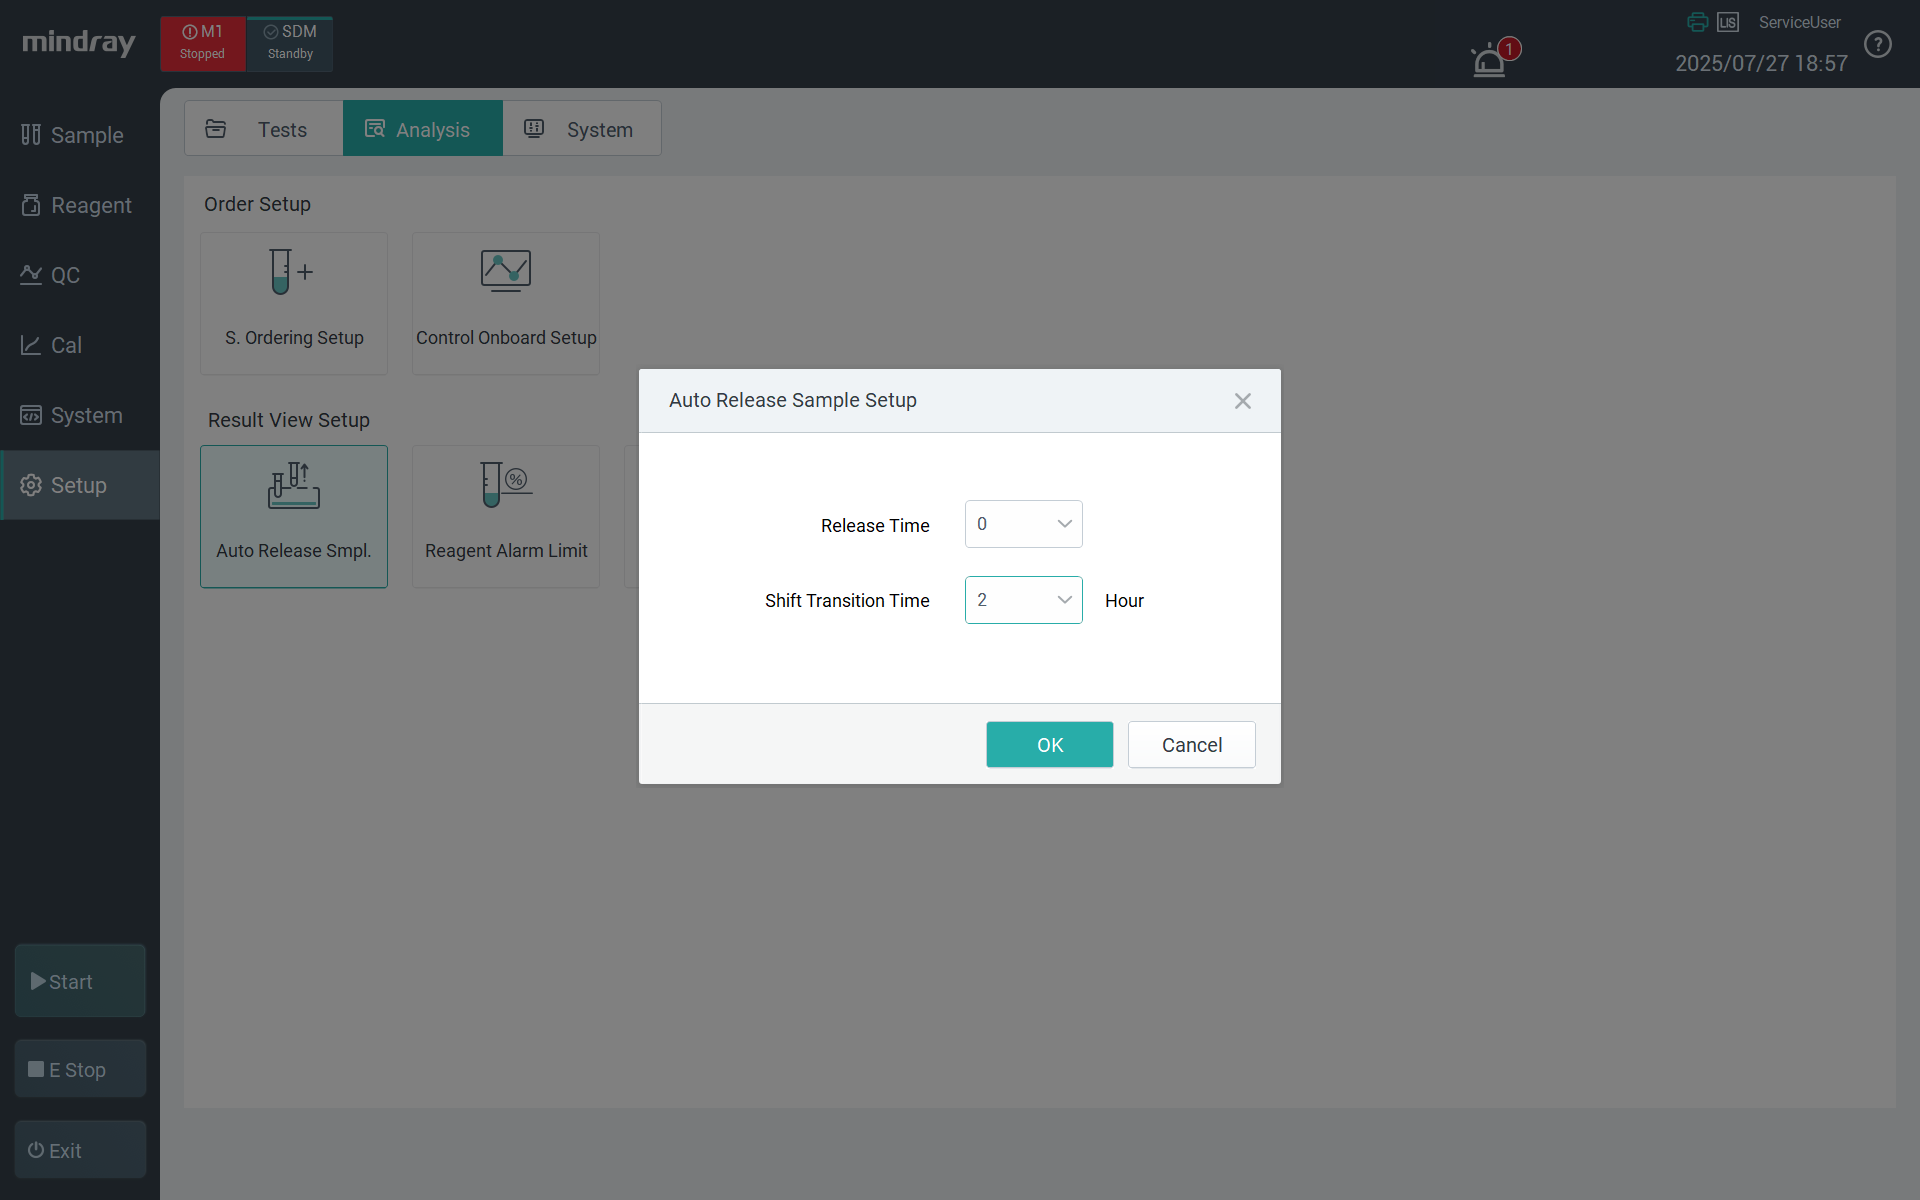 mindray
M1
Stopped
SDM
Standby
1
LIS
ServiceUser
2025/07/27 18:57
?
Sample
Reagent
QC
Cal
System
Setup
Start
E Stop
Exit
Tests
Analysis
System
Order Setup
S. Ordering Setup
Control Onboard Setup
Result View Setup
Auto Release Smpl.
%
Reagent Alarm Limit
Auto Release Sample Setup
Release Time
0
Shift Transition Time
2
Hour
OK
Cancel